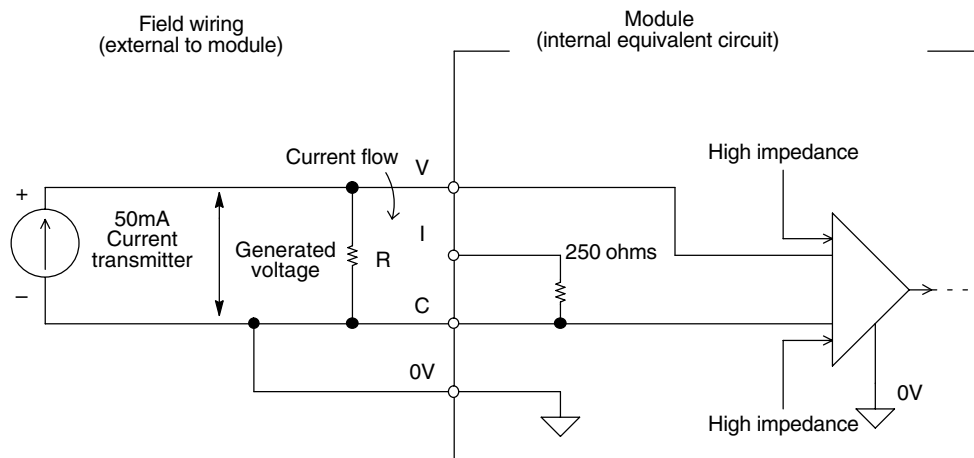 Field wiring
(external to module)
Module
(internal equivalent circuit)
Current flow
V
High impedance
+
50mA
Current
transmitter
Generated
voltage
R
I
250 ohms
–
C
0V
0V
High impedance